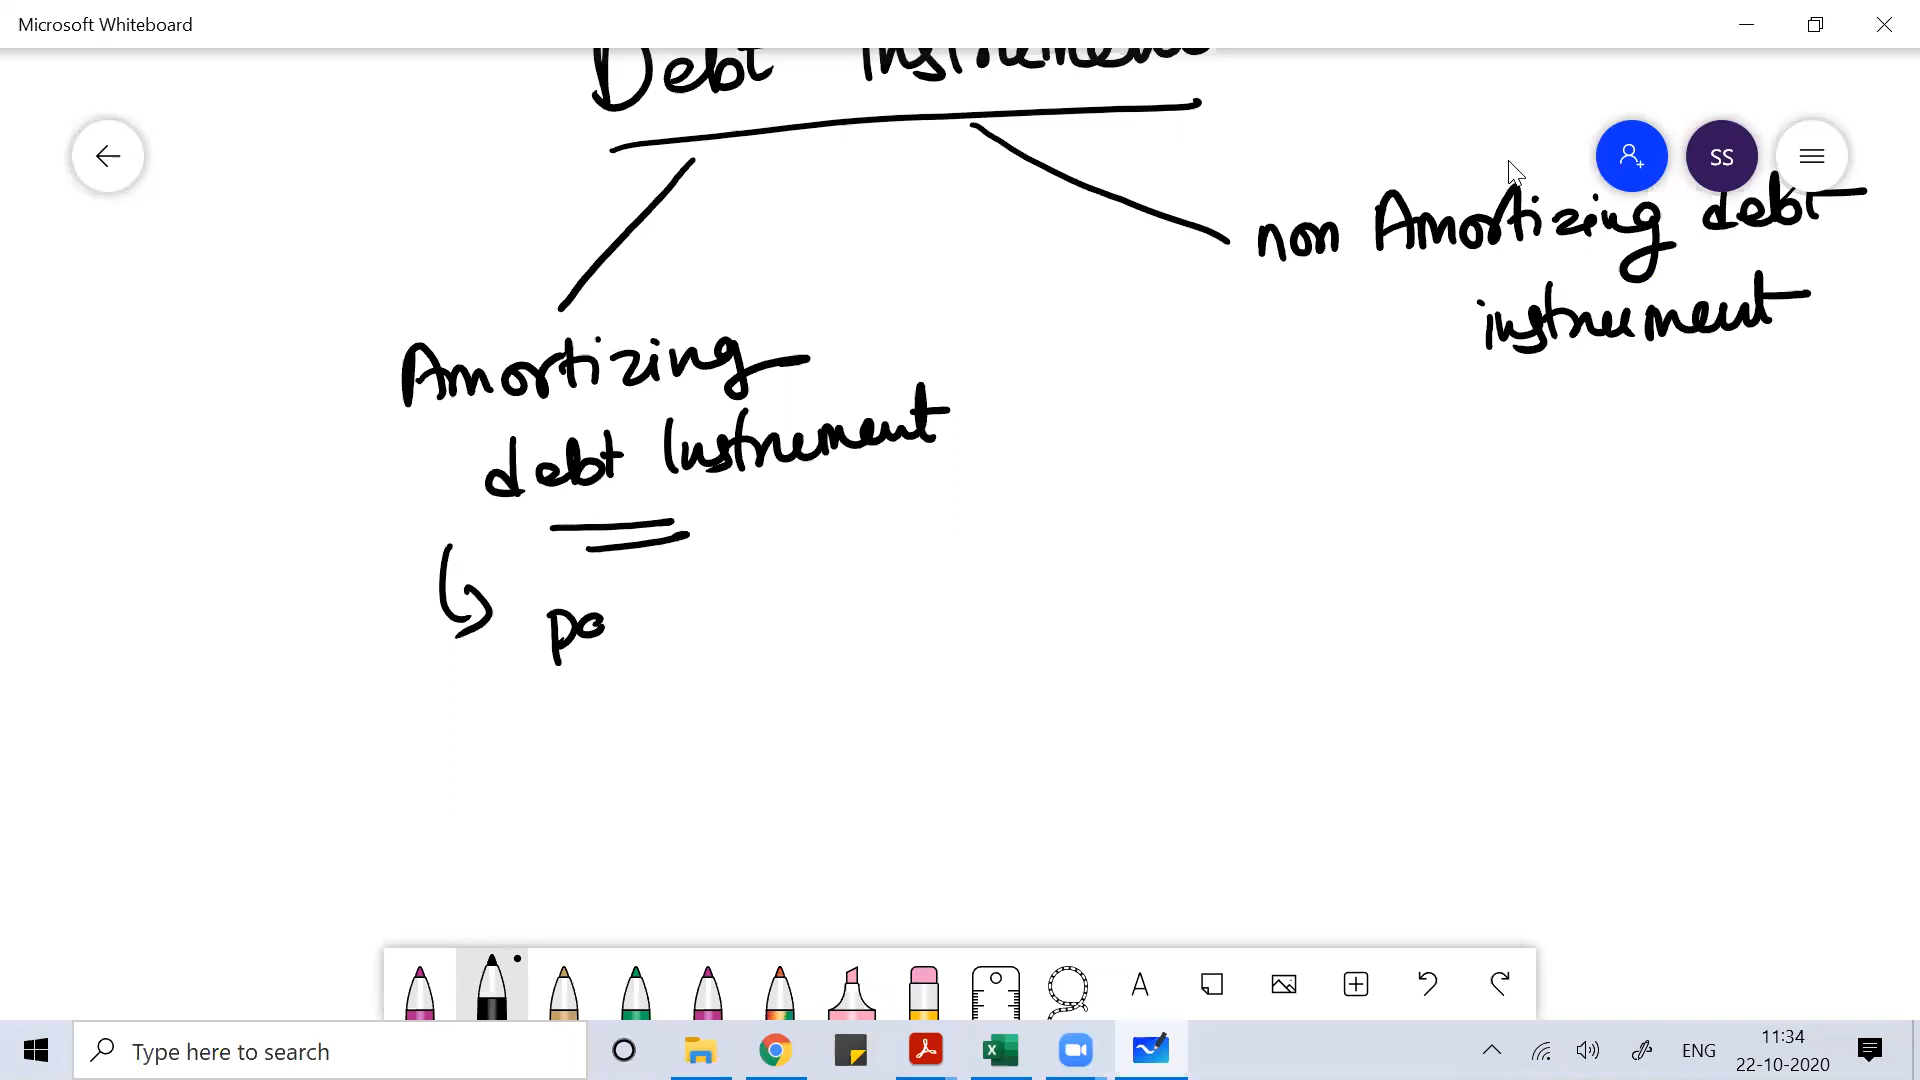 Microsoft Whiteboard
Debt Instruments
SS
non Amortizing debt
instrument
Amortizing
debt Instrument
Type here to search
ENG
11:34
22-10-2020